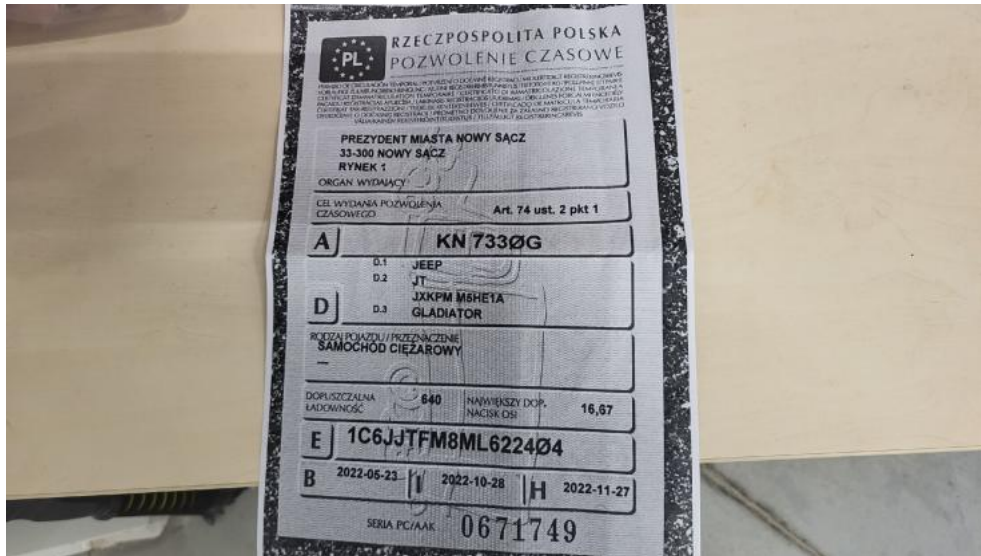 PL
RZECZPOSPOLITA POLSKA
POZWOLENIE CZASOWE
PREZYDENT MIASTA NOWY SĄCZ
33-300 NOWY SĄCZ
RYNEK 1
ORGAN WYDAJĄCY
CEL WYDANIA POZWOLENIA
CZASOWEGO
Art. 74 ust. 2 pkt 1
A KN 733ØG
D.1 JEEP
D.2 JT
JXKPM M5HE1A
D D.3 GLADIATOR
RODZAJ POJAZDU / PRZEZNACZENIE
SAMOCHÓD CIĘŻAROWY
—
DOPUSZCZALNA
ŁADOWNOŚĆ
640
NAJWIĘKSZY DOP.
NACISK OSI
16,67
E 1C6JJTFM8ML6224Ø4
B 2022-05-23 I 2022-10-28 H 2022-11-27
SERIA PC/AAK 0671749